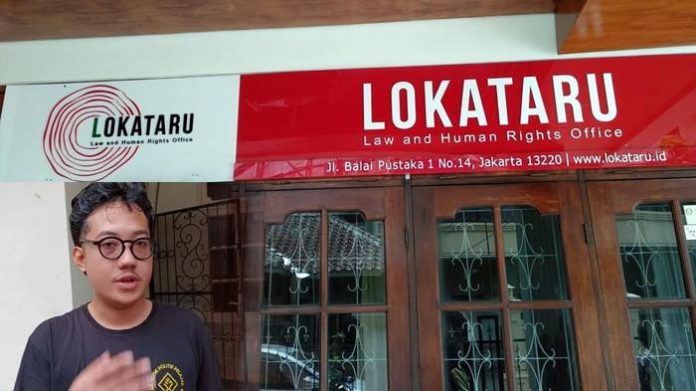 LOKATARU
Law and Human Rights Office
LOKATARU
Law and Human Rights Office
Jl. Balai Pustaka 1 No.14, Jakarta 13220 | www.lokataru.id